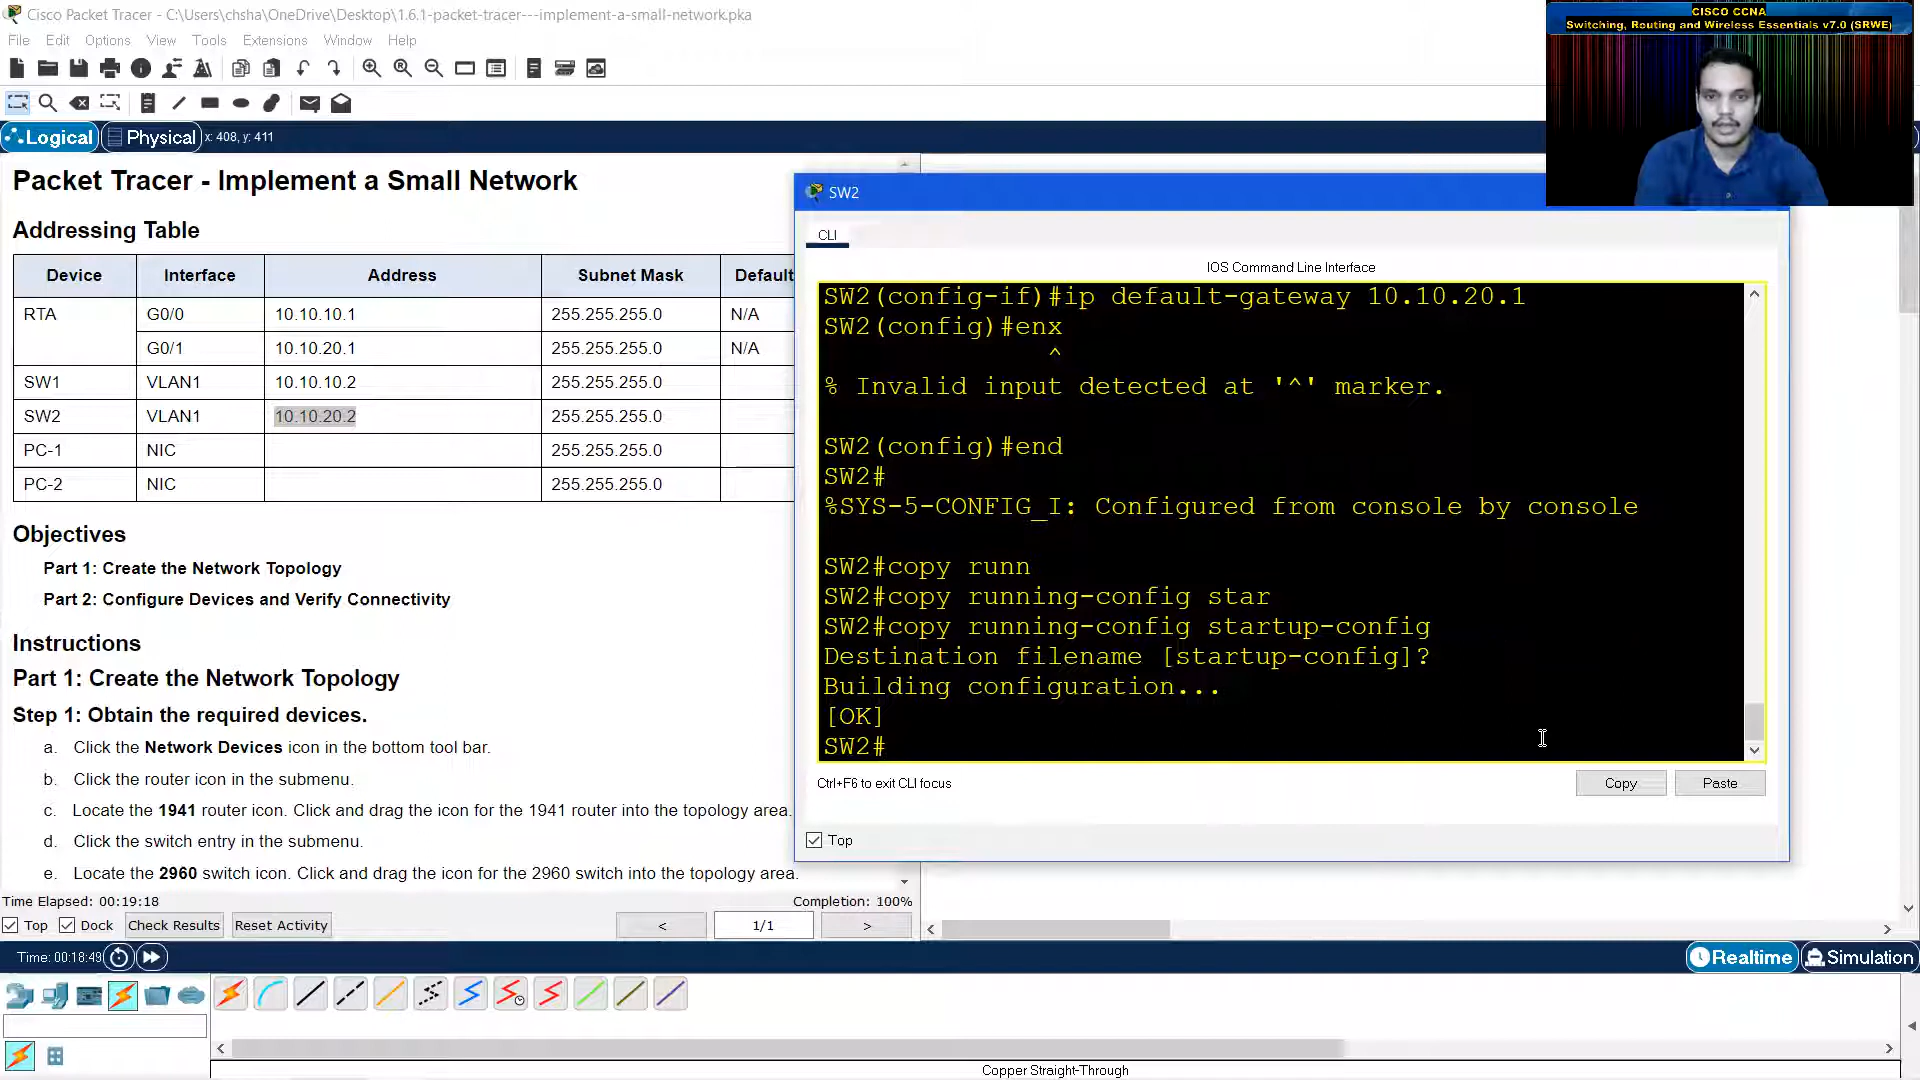 Cisco Packet Tracer - C:\Users\chsha\OneDrive\Desktop\1.6.1-packet-tracer---implement-a-small-network.pka
CISCO CCNA
Switching, Routing and Wireless Essentials v7.0 (SRWE)
File Edit Options View Tools Extensions Window Help
Logical Physical x: 408, y: 411
Packet Tracer - Implement a Small Network
Addressing Table
Device Interface Address Subnet Mask Default
RTA G0/0 10.10.10.1 255.255.255.0 N/A
G0/1 10.10.20.1 255.255.255.0 N/A
SW1 VLAN1 10.10.10.2 255.255.255.0
SW2 VLAN1 10.10.20.2 255.255.255.0
PC-1 NIC 255.255.255.0
PC-2 NIC 255.255.255.0
Objectives
Part 1: Create the Network Topology
Part 2: Configure Devices and Verify Connectivity
Instructions
Part 1: Create the Network Topology
Step 1: Obtain the required devices.
a. Click the Network Devices icon in the bottom tool bar.
b. Click the router icon in the submenu.
c. Locate the 1941 router icon. Click and drag the icon for the 1941 router into the topology area.
d. Click the switch entry in the submenu.
e. Locate the 2960 switch icon. Click and drag the icon for the 2960 switch into the topology area.
Time Elapsed: 00:19:18 Completion: 100%
Top Dock Check Results Reset Activity < 1/1 >
SW2
CLI
IOS Command Line Interface
SW2(config-if)#ip default-gateway 10.10.20.1
SW2(config)#enx
^
% Invalid input detected at '^' marker.
SW2(config)#end
SW2#
%SYS-5-CONFIG_I: Configured from console by console
SW2#copy runn
SW2#copy running-config star
SW2#copy running-config startup-config
Destination filename [startup-config]?
Building configuration...
[OK]
SW2#
Ctrl+F6 to exit CLI focus Copy Paste
Top
Time: 00:18:49 Realtime Simulation
Copper Straight-Through